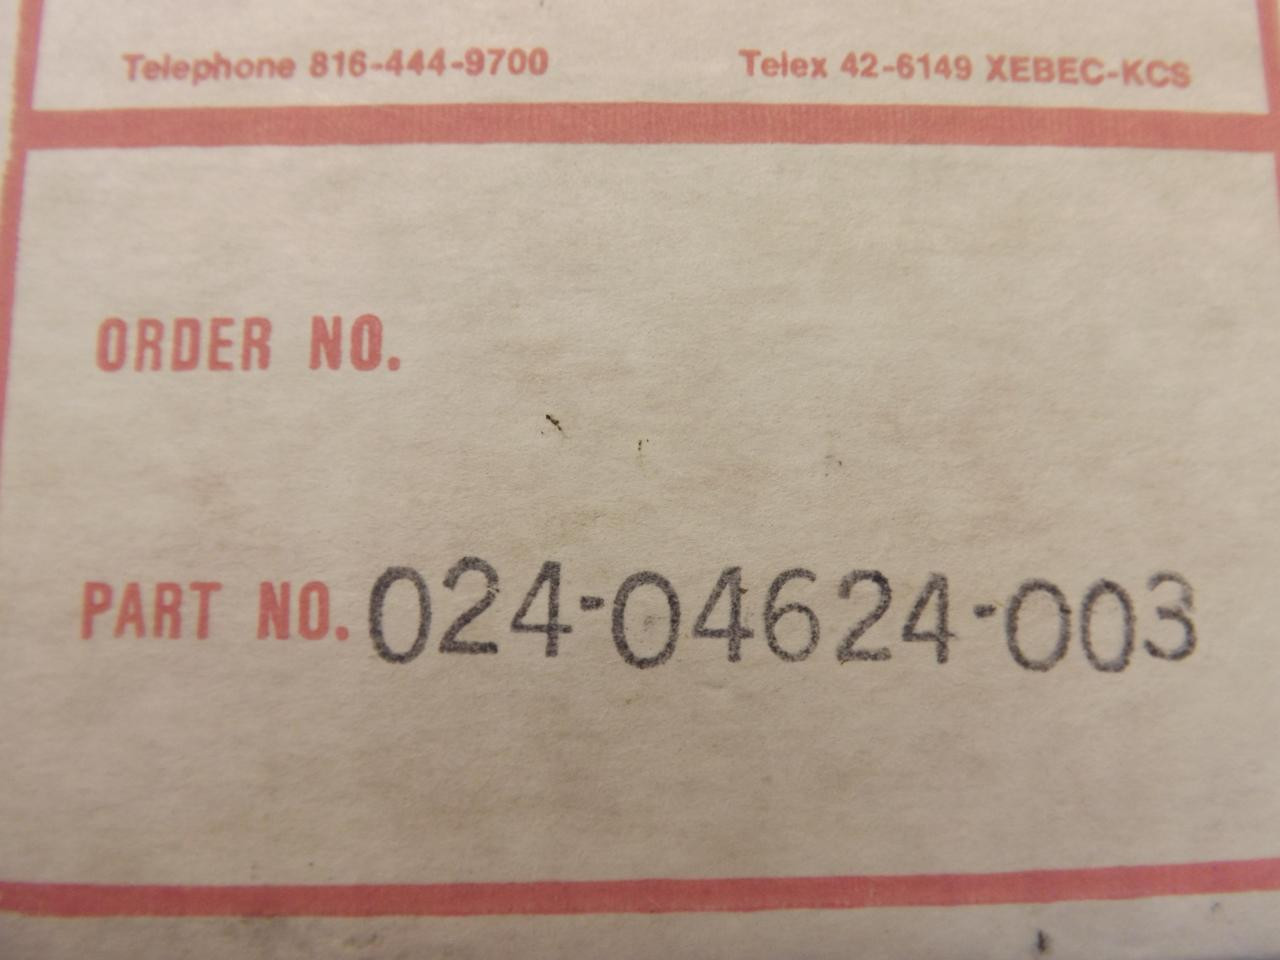 Telephone 816-444-9700 Telex 42-6149 XEBEC-KCS
ORDER NO.
PART NO. 024-04624-003